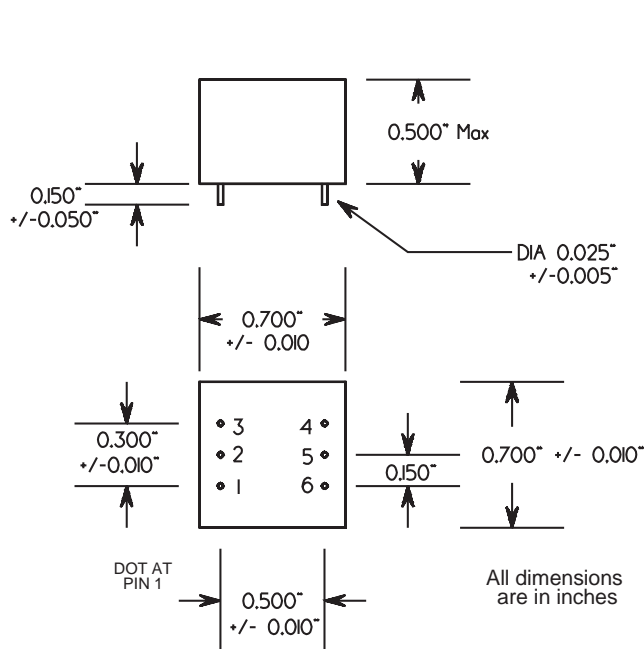 0.500" Max
0.150"
+/-0.050"
DIA 0.025"
+/-0.005"
0.700"
+/- 0.010
3 4
2 5
1 6
0.300"
+/-0.010"
0.150"
0.700" +/- 0.010"
DOT AT
PIN 1
0.500"
+/- 0.010"
All dimensions
are in inches